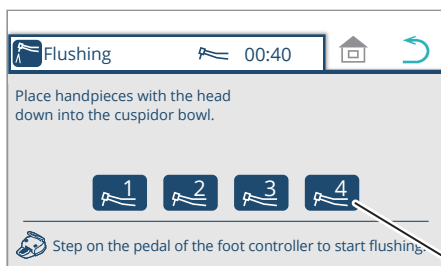 Flushing 00:40
Place handpieces with the head
down into the cuspidor bowl.
1 2 3 4
Step on the pedal of the foot controller to start flushing.